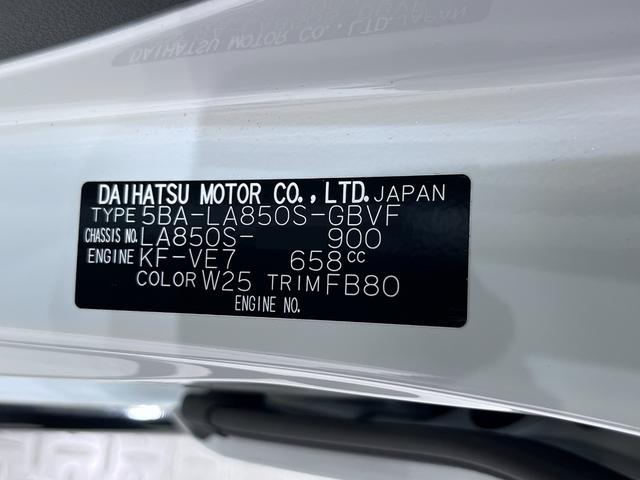 DAIHATSU MOTOR CO.,LTD. JAPAN
TYPE 5BA-LA850S-GBVF
CHASSIS NO. LA850S- 900
ENGINE KF-VE7 658cc
COLOR W25 TRIM FB80
ENGINE NO.